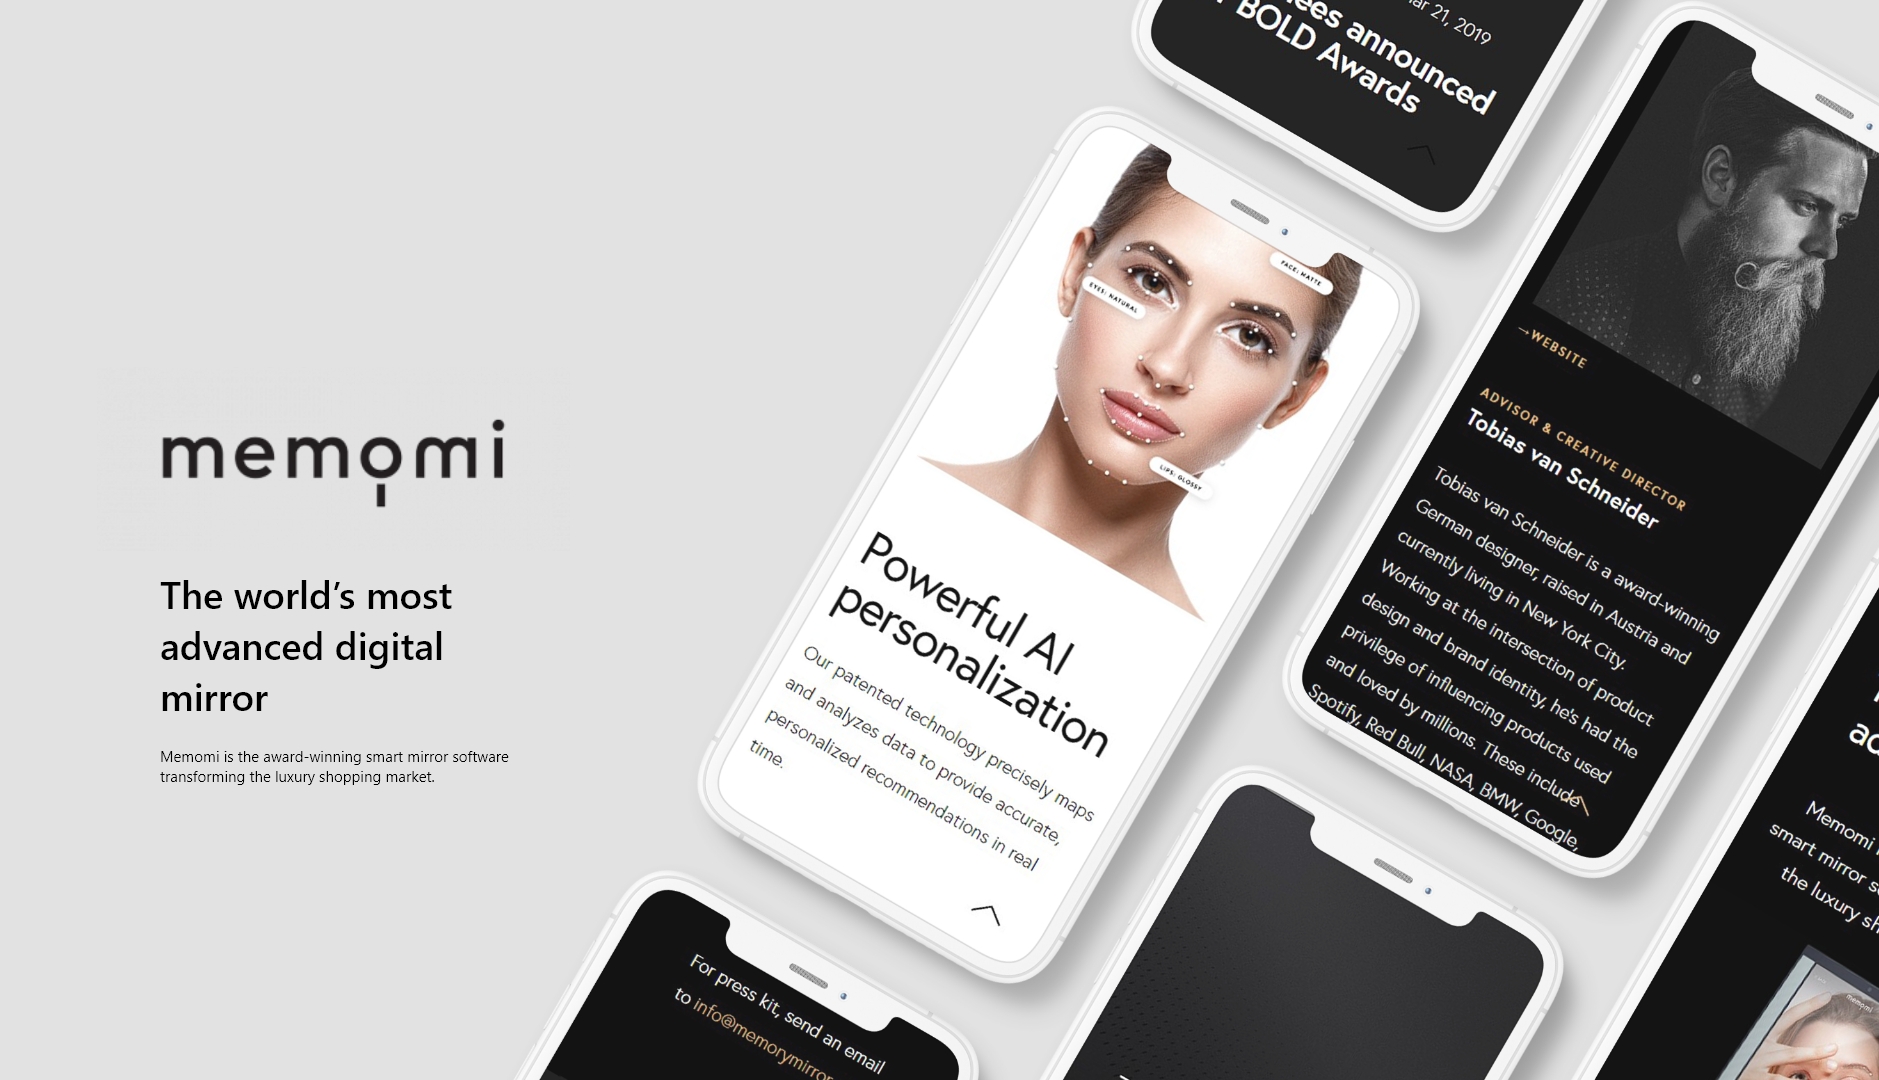 memomi
The world's most
advanced digital
mirror
Memomi is the award-winning smart mirror software
transforming the luxury shopping market.
21, 2019
announced
BOLD Awards
FACE: MATTE
EYES: NATURAL
LIPS: GLOSSY
Powerful AI
personalization
Our patented technology precisely maps
and analyzes data to provide accurate,
personalized recommendations in real
time.
→WEBSITE
ADVISOR & CREATIVE DIRECTOR
Tobias van Schneider
Tobias van Schneider is a award-winning
German designer, raised in Austria and
currently living in New York City.
Working at the intersection of product
design and brand identity, he's had the
privilege of influencing products used
and loved by millions. These include
Spotify, Red Bull, NASA, BMW, Google,
For press kit, send an email
to info@memorymirror
Memomi
smart mirror
the luxury
memomi